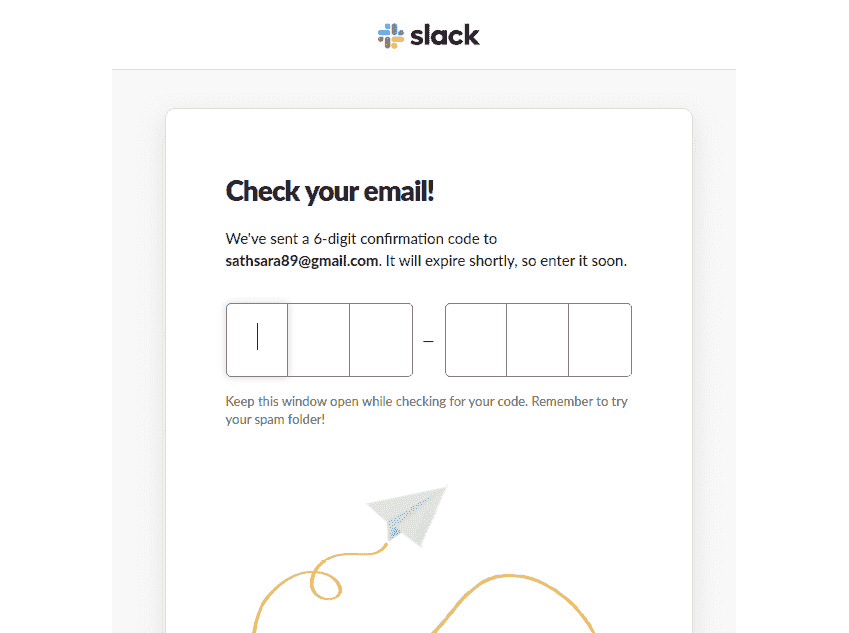 slack
Check your email!
We've sent a 6-digit confirmation code to
sathsara89@gmail.com. It will expire shortly, so enter it soon.
–
Keep this window open while checking for your code. Remember to try
your spam folder!